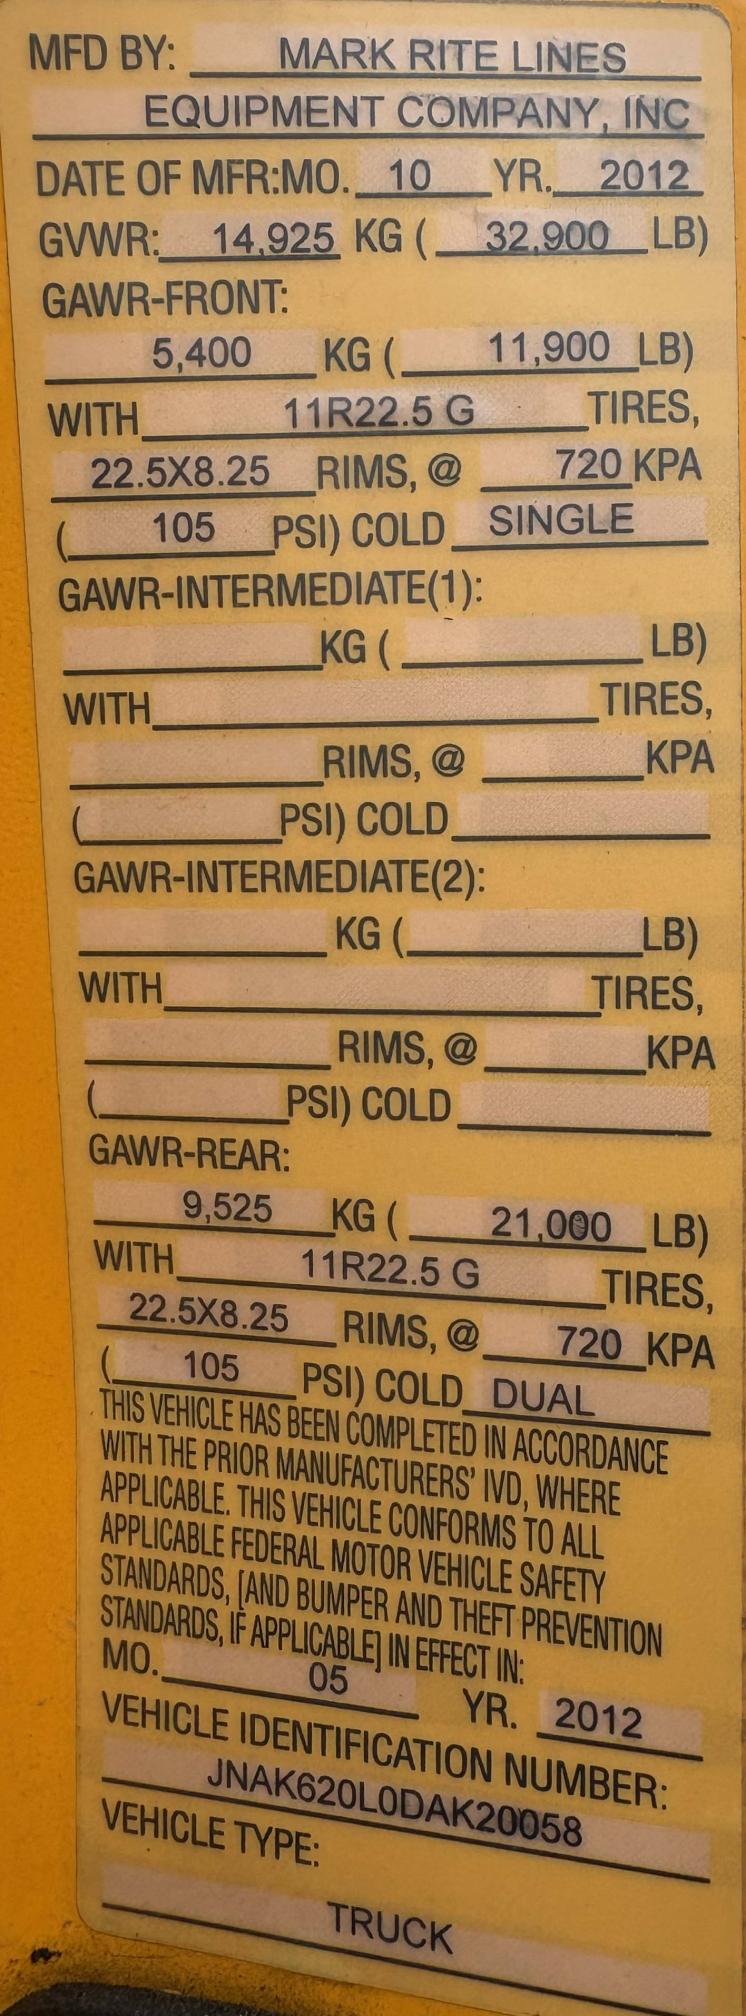 MFD BY: MARK RITE LINES
EQUIPMENT COMPANY, INC
DATE OF MFR:MO. 10 YR. 2012
GVWR: 14,925 KG ( 32,900 LB)
GAWR-FRONT:
5,400 KG ( 11,900 LB)
WITH 11R22.5 G TIRES,
22.5X8.25 RIMS, @ 720 KPA
( 105 PSI) COLD SINGLE
GAWR-INTERMEDIATE(1):
KG ( LB)
WITH TIRES,
RIMS, @ KPA
( PSI) COLD
GAWR-INTERMEDIATE(2):
KG ( LB)
WITH TIRES,
RIMS, @ KPA
( PSI) COLD
GAWR-REAR:
9,525 KG ( 21,000 LB)
WITH 11R22.5 G TIRES,
22.5X8.25 RIMS, @ 720 KPA
( 105 PSI) COLD DUAL
THIS VEHICLE HAS BEEN COMPLETED IN ACCORDANCE
WITH THE PRIOR MANUFACTURERS' IVD, WHERE
APPLICABLE. THIS VEHICLE CONFORMS TO ALL
APPLICABLE FEDERAL MOTOR VEHICLE SAFETY
STANDARDS, [AND BUMPER AND THEFT PREVENTION
STANDARDS, IF APPLICABLE] IN EFFECT IN:
MO. 05 YR. 2012
VEHICLE IDENTIFICATION NUMBER:
JNAK620L0DAK20058
VEHICLE TYPE:
TRUCK